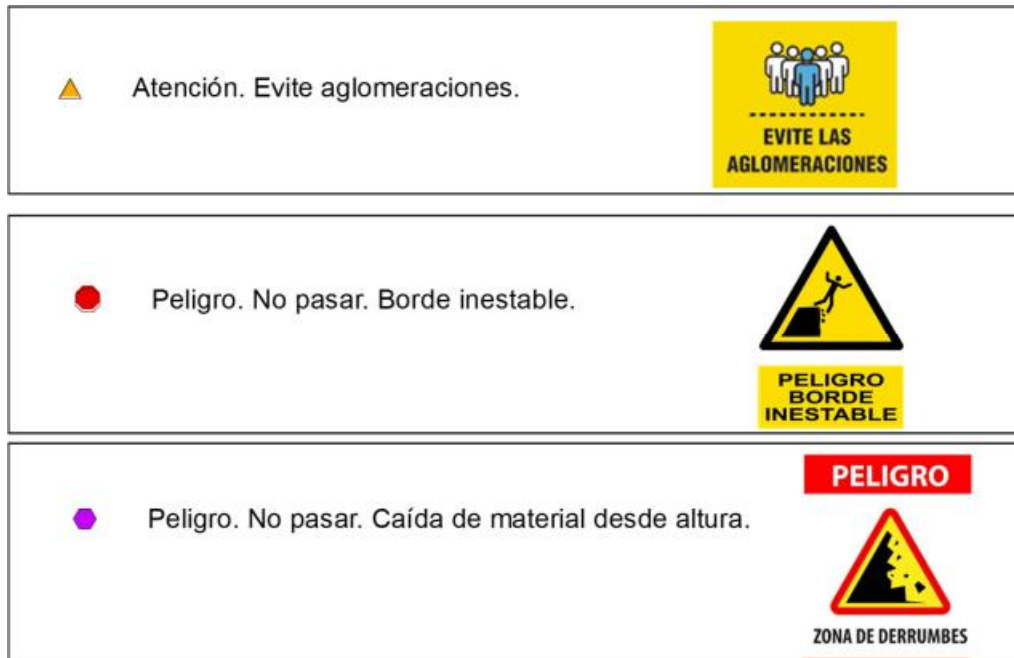 Atención. Evite aglomeraciones.
EVITE LAS
AGLOMERACIONES
Peligro. No pasar. Borde inestable.
PELIGRO
BORDE
INESTABLE
PELIGRO
Peligro. No pasar. Caída de material desde altura.
ZONA DE DERRUMBES